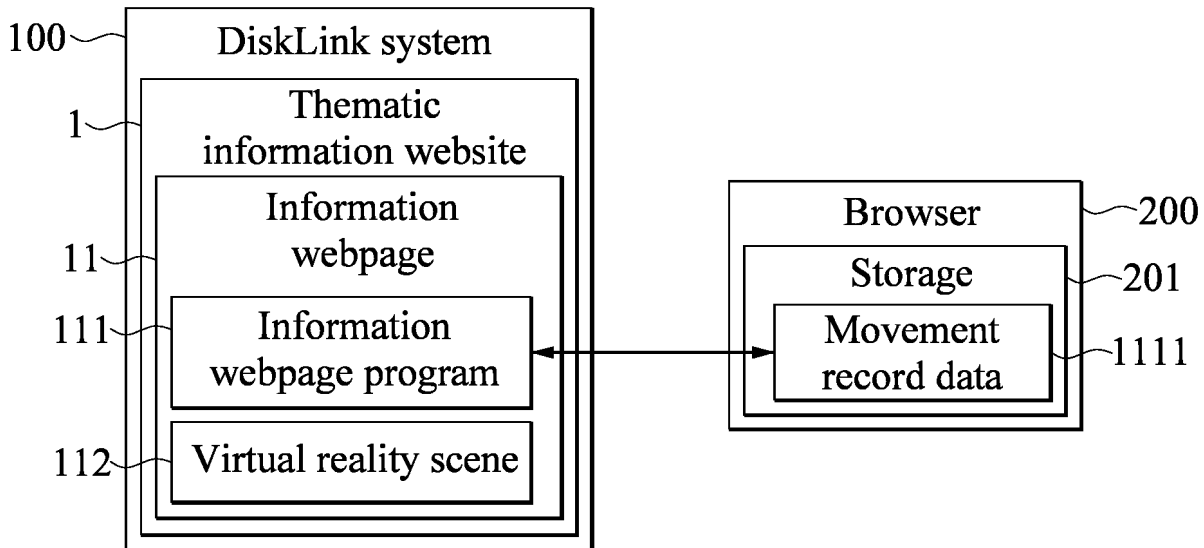 100
DiskLink system
1
Thematic
information website
11
Information
webpage
111
Information
webpage program
112
Virtual reality scene
Browser
200
Storage
201
Movement
record data
1111